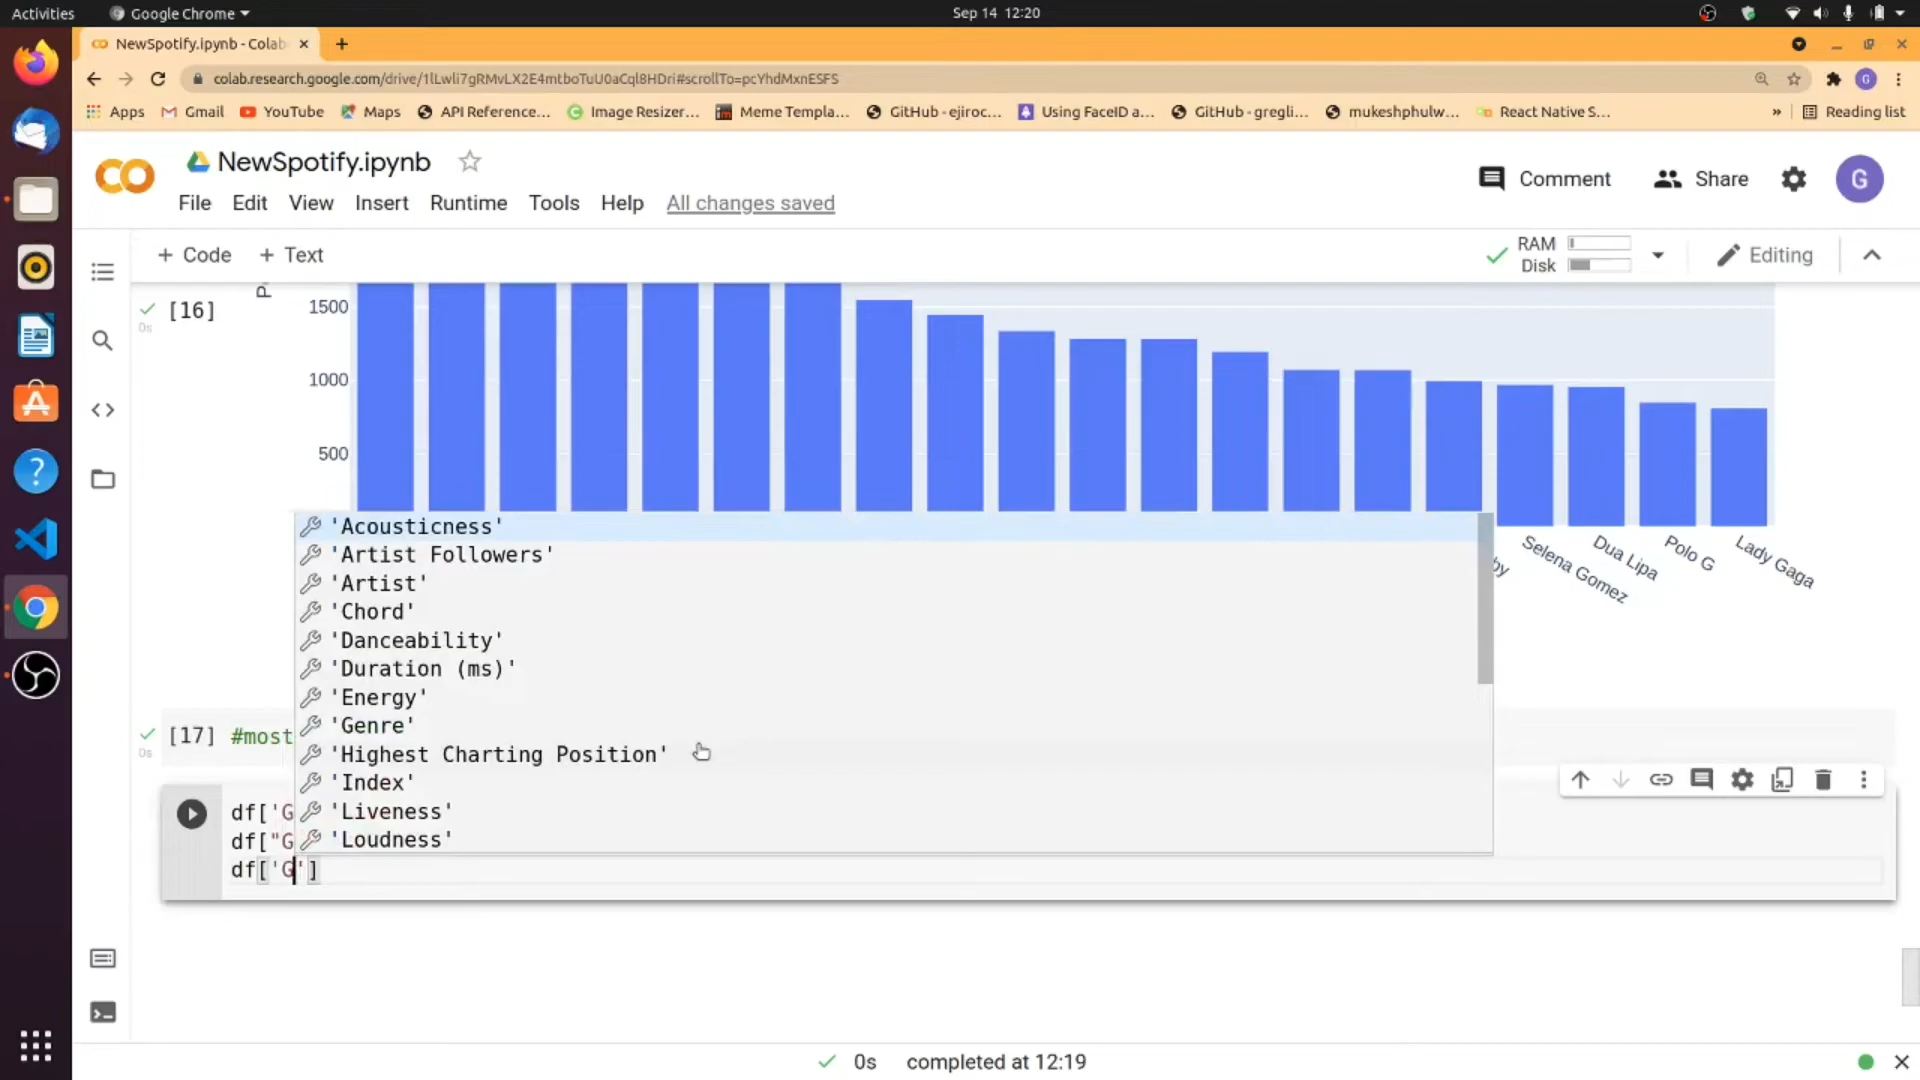 Activities
Google Chrome
Sep 14 12:20
NewSpotify.ipynb - Colab
colab.research.google.com/drive/1lLwli7gRMvLX2E4mtboTuU0aCql8HDri#scrollTo=pcYhdMxnESFS
Apps Gmail YouTube Maps API Reference... Image Resizer... Meme Templa... GitHub - ejiroc... Using FaceID a... GitHub - gregli... mukeshphulw... React Native S... » Reading list
NewSpotify.ipynb
Comment Share G
File Edit View Insert Runtime Tools Help All changes saved
+ Code + Text
RAM
Disk
Editing
[16]
0s
1500
1000
500
Selena Gomez
Dua Lipa
Polo G
Lady Gaga
'Acousticness'
'Artist Followers'
'Artist'
'Chord'
'Danceability'
'Duration (ms)'
'Energy'
'Genre'
'Highest Charting Position'
'Index'
'Liveness'
'Loudness'
[17] #most
0s
df['G
df["G
df['G']
0s completed at 12:19